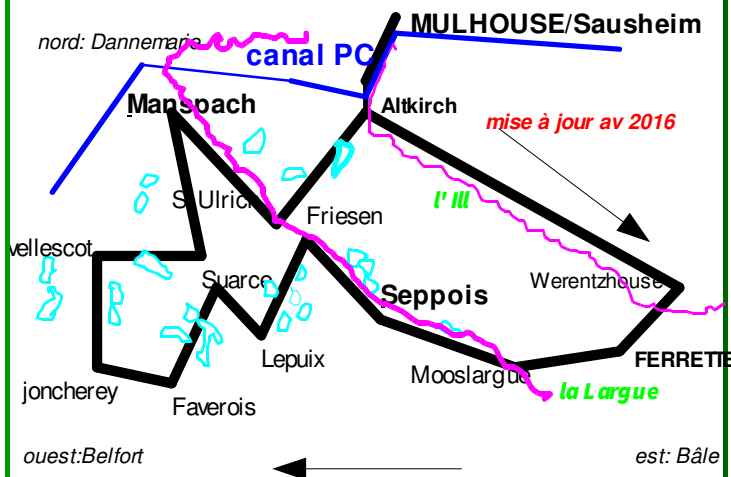 MULHOUSE/Sausheim
nord: Dannemarie
canal PC
Manspach
Altkirch
mise à jour av 2016
l' Ill
St Ulrich
Friesen
vellescot
Suarce
Seppois
Werentzhouse
Lepuix
Mooslargue
FERRETTE
joncherey
Faverois
la Largue
ouest:Belfort
est: Bâle